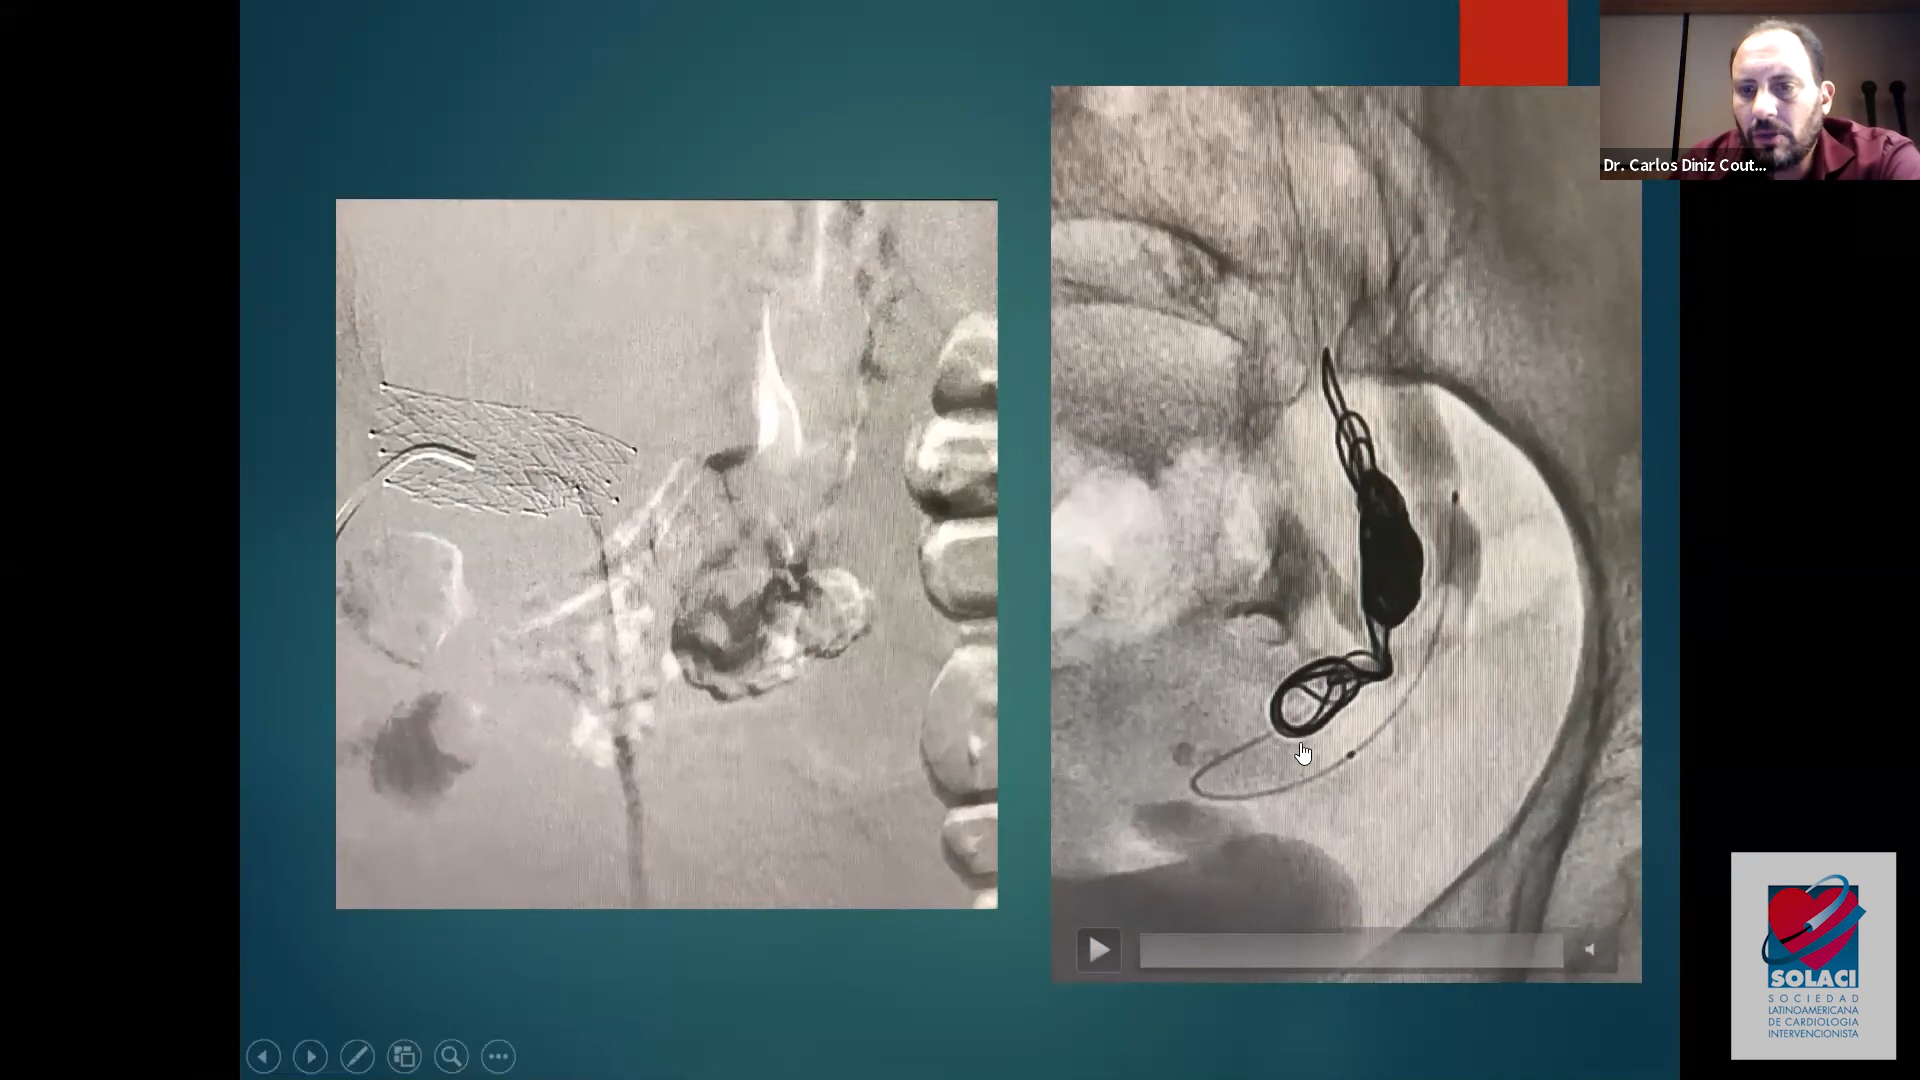 Dr. Carlos Diniz Cout...
SOLACI
SOCIEDAD
LATINOAMERICANA
DE CARDIOLOGIA
INTERVENCIONISTA